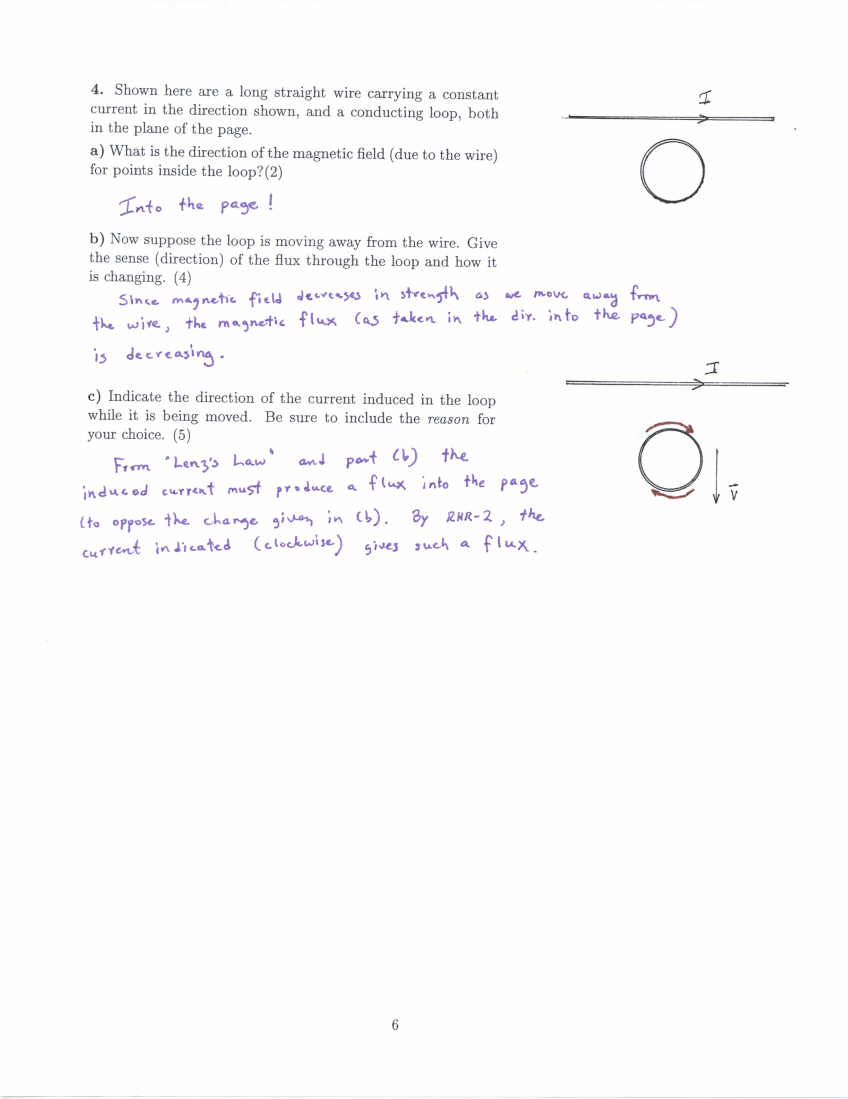 4. Shown here are a long straight wire carrying a constant
current in the direction shown, and a conducting loop, both
in the plane of the page.
a) What is the direction of the magnetic field (due to the wire)
for points inside the loop?(2)
I
Into the page !
b) Now suppose the loop is moving away from the wire. Give
the sense (direction) of the flux through the loop and how it
is changing. (4)
Since magnetic field decreases in strength as we move away from
the wire, the magnetic flux (as taken in the dir. into the page)
is decreasing.
I
c) Indicate the direction of the current induced in the loop
while it is being moved. Be sure to include the reason for
your choice. (5)
V
From "Lenz's Law" and part (b) the
induced current must produce a flux into the page
(to oppose the change given in (b). By RHR-2, the
current indicated (clockwise) gives such a flux.
6